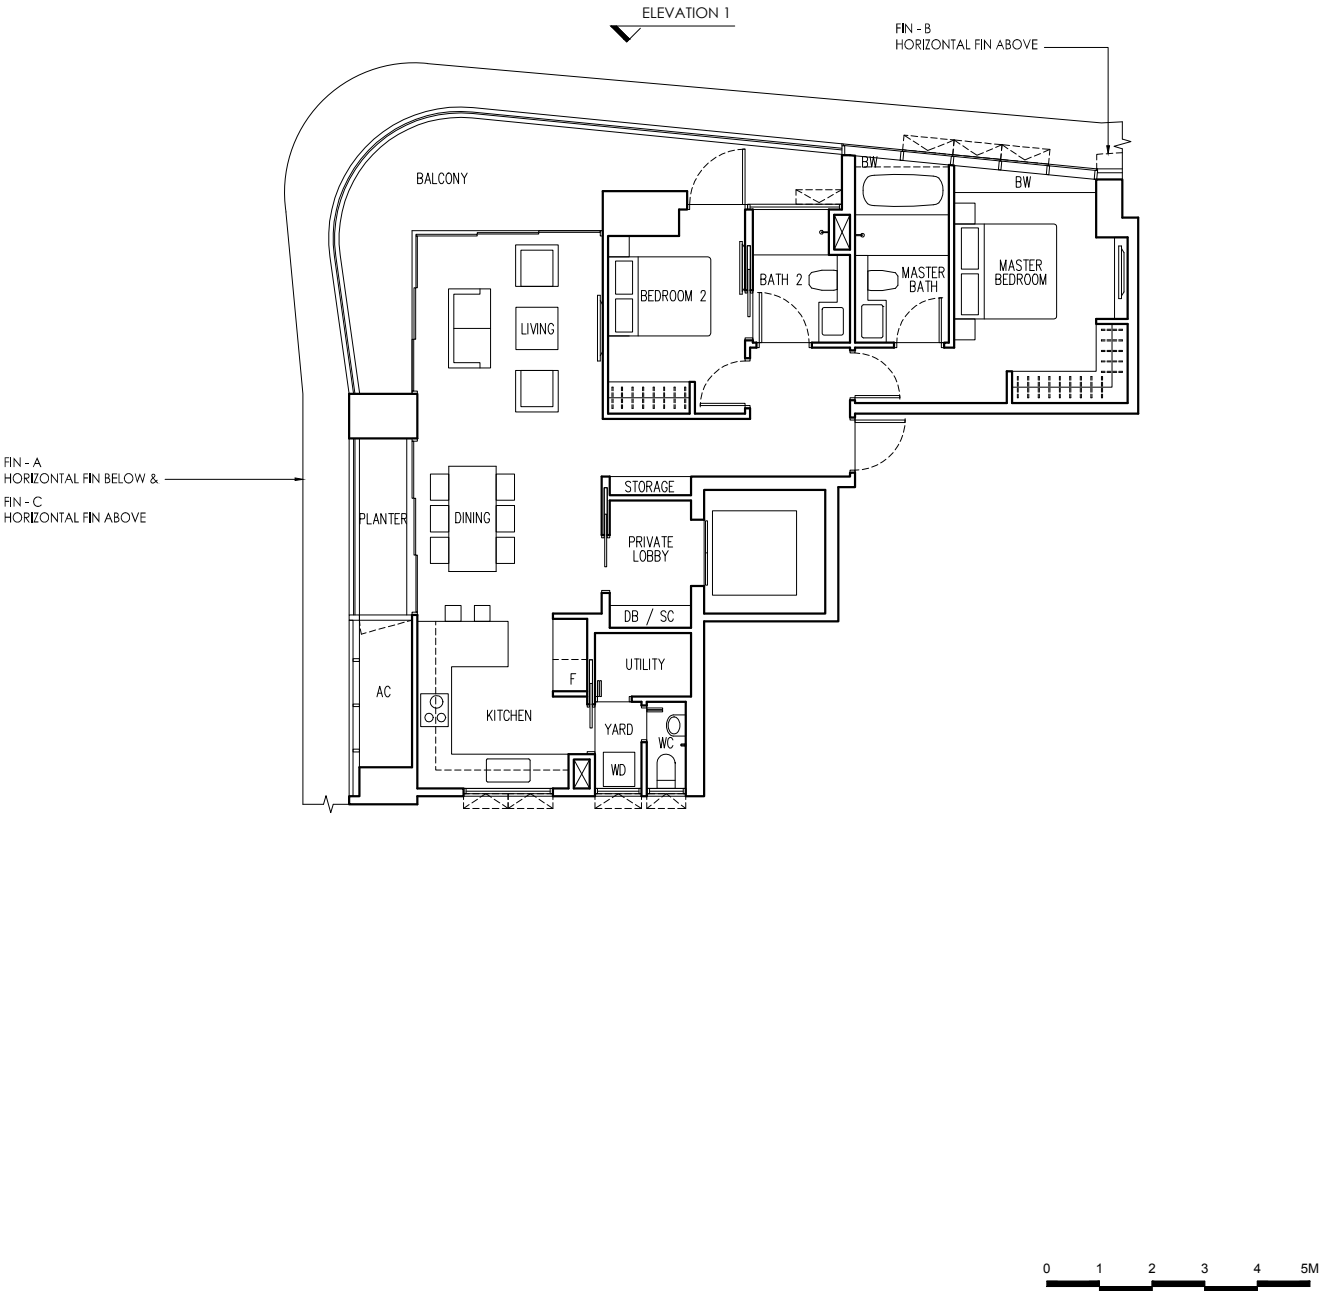 ELEVATION 1
FIN - B
HORIZONTAL FIN ABOVE
BW
BALCONY
BW
MASTER
BEDROOM
MASTER
BATH
BATH 2
BEDROOM 2
LIVING
FIN - A
HORIZONTAL FIN BELOW &
FIN - C
HORIZONTAL FIN ABOVE
PLANTER
DINING
STORAGE
PRIVATE
LOBBY
DB / SC
UTILITY
F
AC
KITCHEN
YARD
WC
WD
0 1 2 3 4 5M